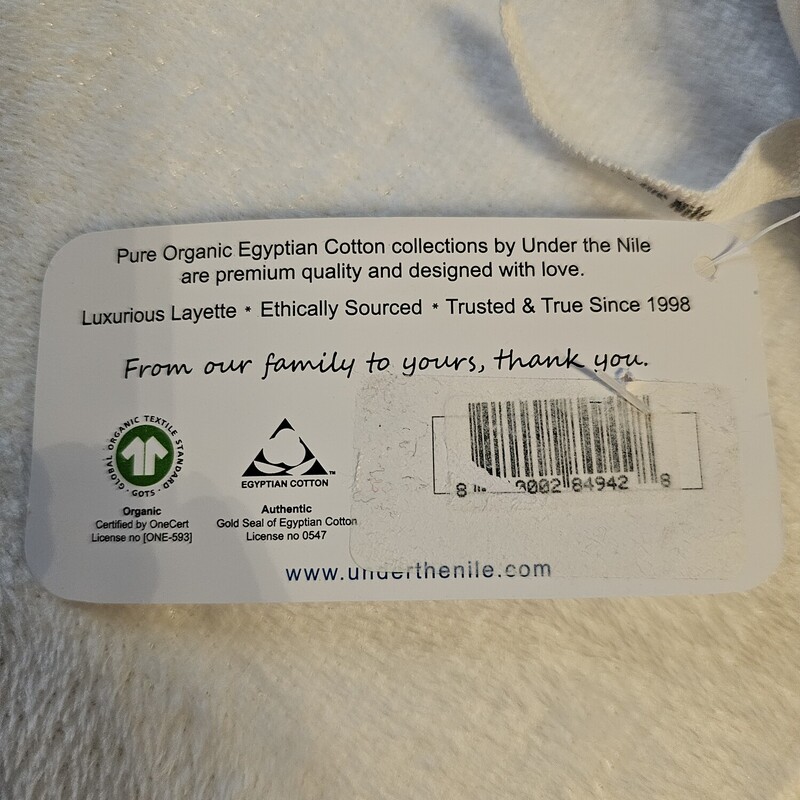 Pure Organic Egyptian Cotton collections by Under the Nile
are premium quality and designed with love.
Luxurious Layette * Ethically Sourced * Trusted & True Since 1998
From our family to yours, thank you.
GLOBAL ORGANIC TEXTILE STANDARD · GOTS ·
Organic
Certified by OneCert
License no [ONE-593]
EGYPTIAN COTTON™
Authentic
Gold Seal of Egyptian Cotton
License no 0547
8 0002 84942 8
www.underthenile.com
Nile